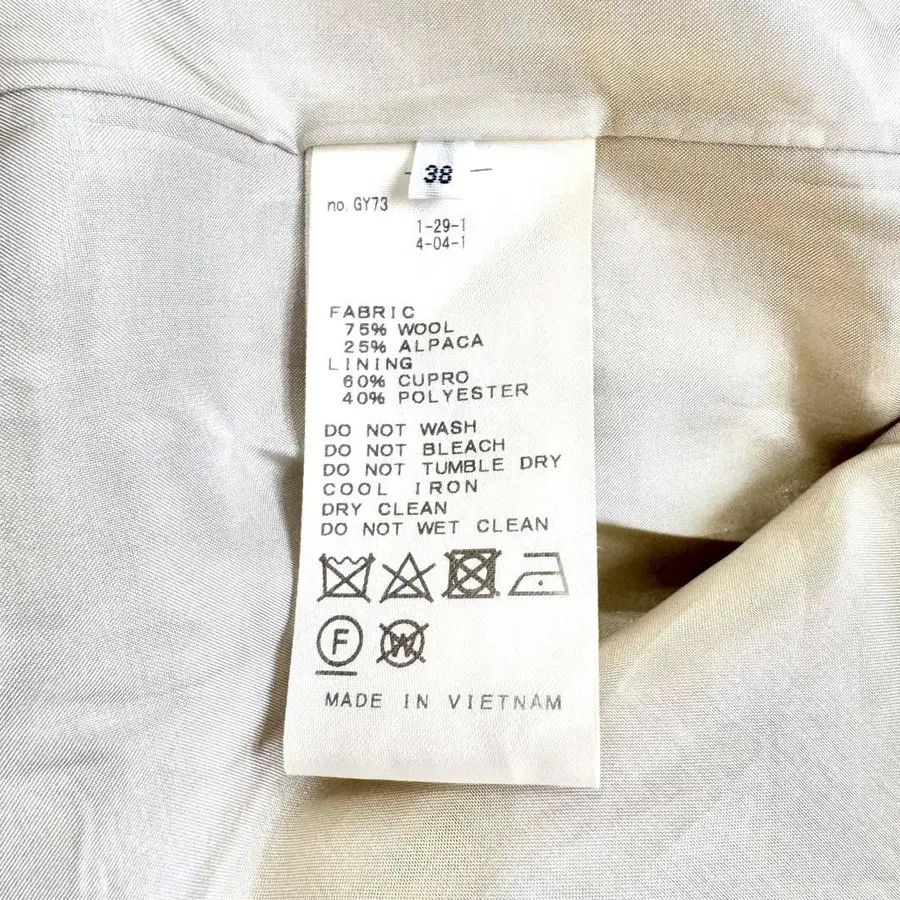 38
no. GY73
1-29-1
4-04-1
FABRIC
75% WOOL
25% ALPACA
LINING
60% CUPRO
40% POLYESTER
DO NOT WASH
DO NOT BLEACH
DO NOT TUMBLE DRY
COOL IRON
DRY CLEAN
DO NOT WET CLEAN
F W
MADE IN VIETNAM